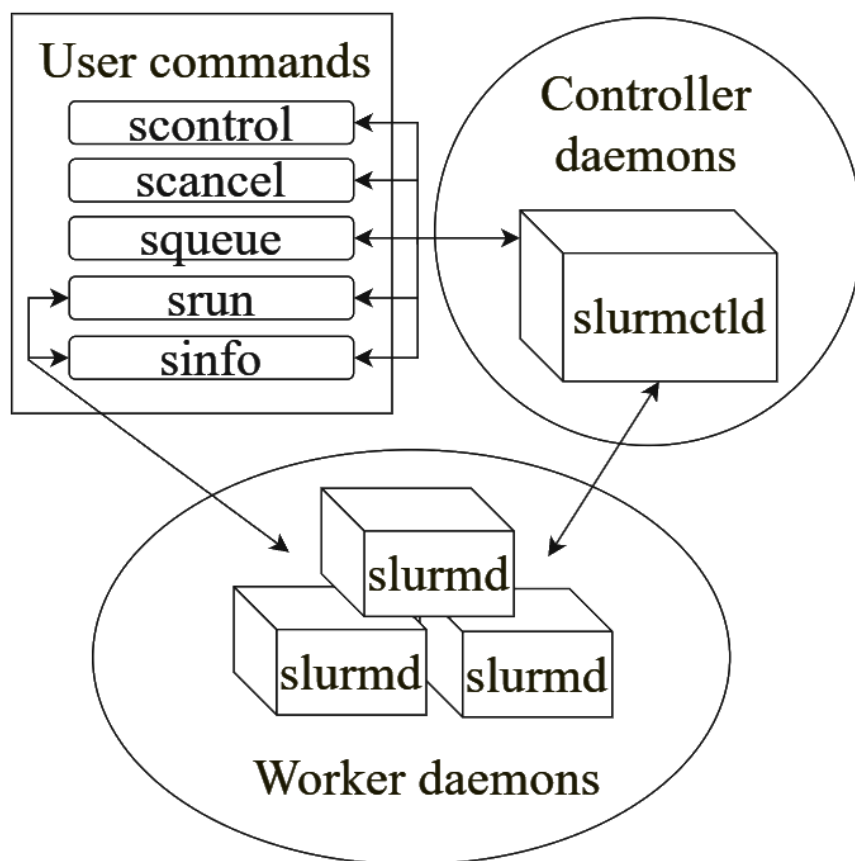 User commands
scontrol
scancel
squeue
srun
sinfo
Controller
daemons
slurmctld
slurmd
slurmd
slurmd
Worker daemons